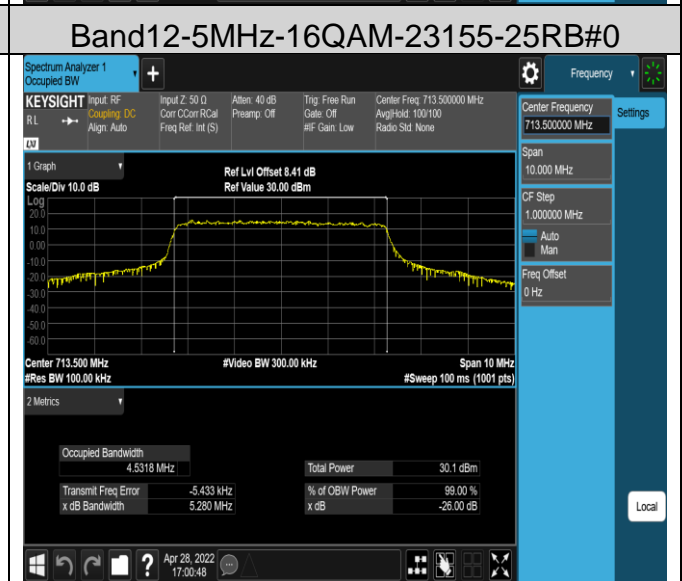 Band12-5MHz-16QAM-23155-25RB#0
Spectrum Analyzer 1
Occupied BW
+
Frequency
KEYSIGHT
RL
LXI
Input: RF
Coupling: DC
Align: Auto
Input Z: 50 Ω
Corr CCorr RCal
Freq Ref: Int (S)
Atten: 40 dB
Preamp: Off
Trig: Free Run
Gate: Off
#IF Gain: Low
Center Freq: 713.500000 MHz
Avg|Hold: 100/100
Radio Std: None
Center Frequency
713.500000 MHz
Settings
Span
10.000 MHz
CF Step
1.000000 MHz
Auto
Man
Freq Offset
0 Hz
1 Graph
Scale/Div 10.0 dB
Ref Lvl Offset 8.41 dB
Ref Value 30.00 dBm
Log
20.0
10.0
0.00
-10.0
-20.0
-30.0
-40.0
-50.0
-60.0
Center 713.500 MHz
#Video BW 300.00 kHz
Span 10 MHz
#Res BW 100.00 kHz
#Sweep 100 ms (1001 pts)
2 Metrics
Occupied Bandwidth
4.5318 MHz
Total Power 30.1 dBm
Transmit Freq Error -5.433 kHz
% of OBW Power 99.00 %
x dB Bandwidth 5.280 MHz
x dB -26.00 dB
Local
?
Apr 28, 2022
17:00:48